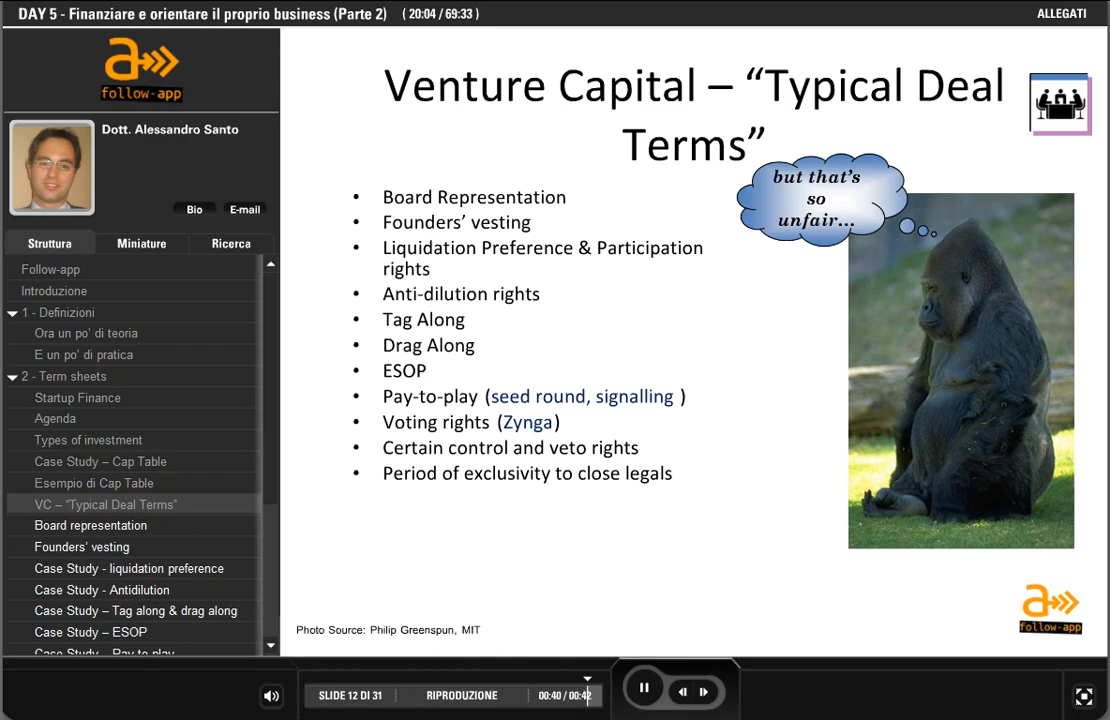 DAY 5 - Finanziare e orientare il proprio business (Parte 2) ( 20:04 / 69:33 )
ALLEGATI
follow-app
Dott. Alessandro Santo
Bio
E-mail
Struttura
Miniature
Ricerca
Follow-app
Introduzione
1 - Definizioni
Ora un po' di teoria
E un po' di pratica
2 - Term sheets
Startup Finance
Agenda
Types of investment
Case Study – Cap Table
Esempio di Cap Table
VC – “Typical Deal Terms”
Board representation
Founders’ vesting
Case Study - liquidation preference
Case Study - Antidilution
Case Study – Tag along & drag along
Case Study – ESOP
Case Study – Pay to play
Venture Capital – “Typical Deal
Terms”
but that’s
so
unfair...
• Board Representation
• Founders’ vesting
• Liquidation Preference & Participation
rights
• Anti-dilution rights
• Tag Along
• Drag Along
• ESOP
• Pay-to-play (seed round, signalling )
• Voting rights (Zynga)
• Certain control and veto rights
• Period of exclusivity to close legals
Photo Source: Philip Greenspun, MIT
follow-app
SLIDE 12 DI 31
RIPRODUZIONE
00:40 / 00:42